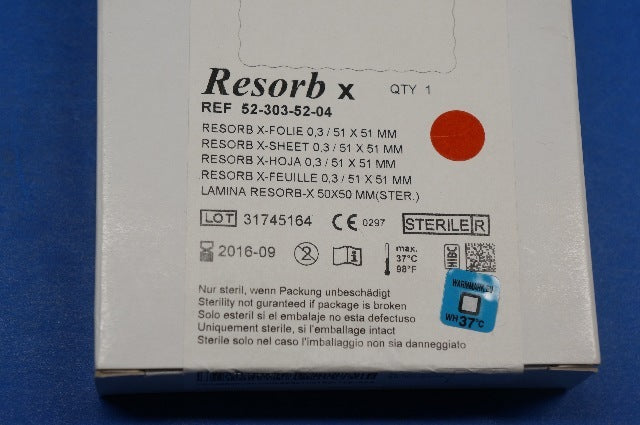 Resorb x
QTY 1
REF 52-303-52-04
RESORB X-FOLIE 0,3 / 51 X 51 MM
RESORB X-SHEET 0,3 / 51 X 51 MM
RESORB X-HOJA 0,3 / 51 X 51 MM
RESORB X-FEUILLE 0,3 / 51 X 51 MM
LAMINA RESORB-X 50X50 MM(STER.)
LOT 31745164 CE 0297 STERILE R
2016-09 2 i max. 37°C 98°F HIBC
WARNMARK
WH 37°C
Nur steril, wenn Packung unbeschädigt
Sterility not guranteed if package is broken
Solo esteril si el embalaje no esta defectuso
Uniquement sterile, si l'emballage intact
Sterile solo nel caso l'imballaggio non sia danneggiato